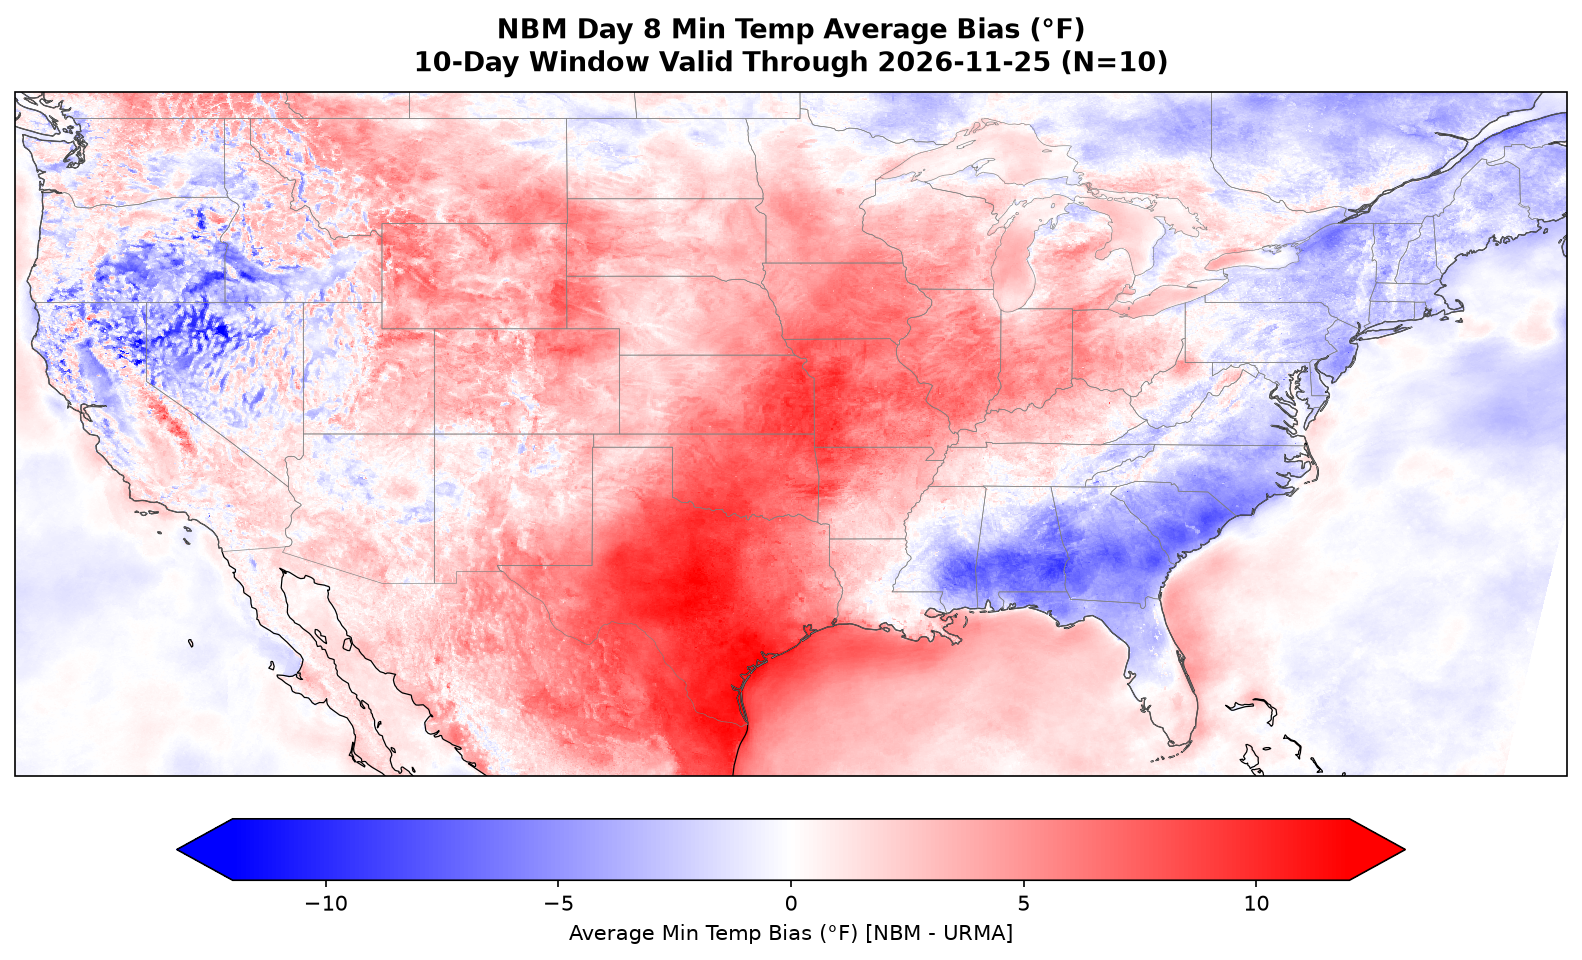 NBM Day 8 Min Temp Average Bias (°F)
10-Day Window Valid Through 2026-11-25 (N=10)
−10 −5 0 5 10
Average Min Temp Bias (°F) [NBM - URMA]